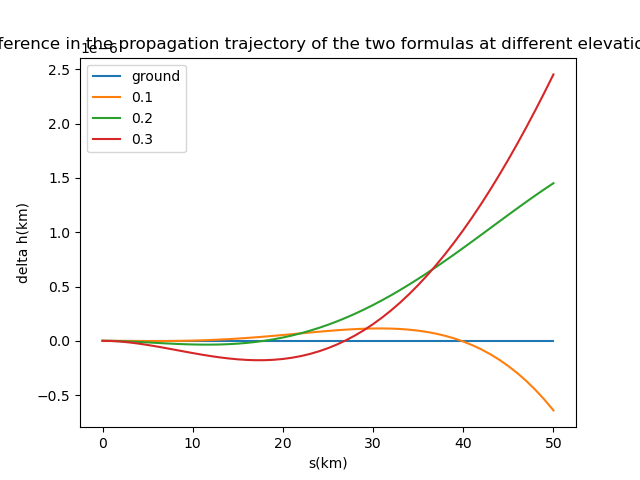 ference in the propagation trajectory of the two formulas at different elevatio
1e−6
ground
0.1
0.2
0.3
2.5
2.0
1.5
1.0
0.5
0.0
−0.5
delta h(km)
0 10 20 30 40 50
s(km)